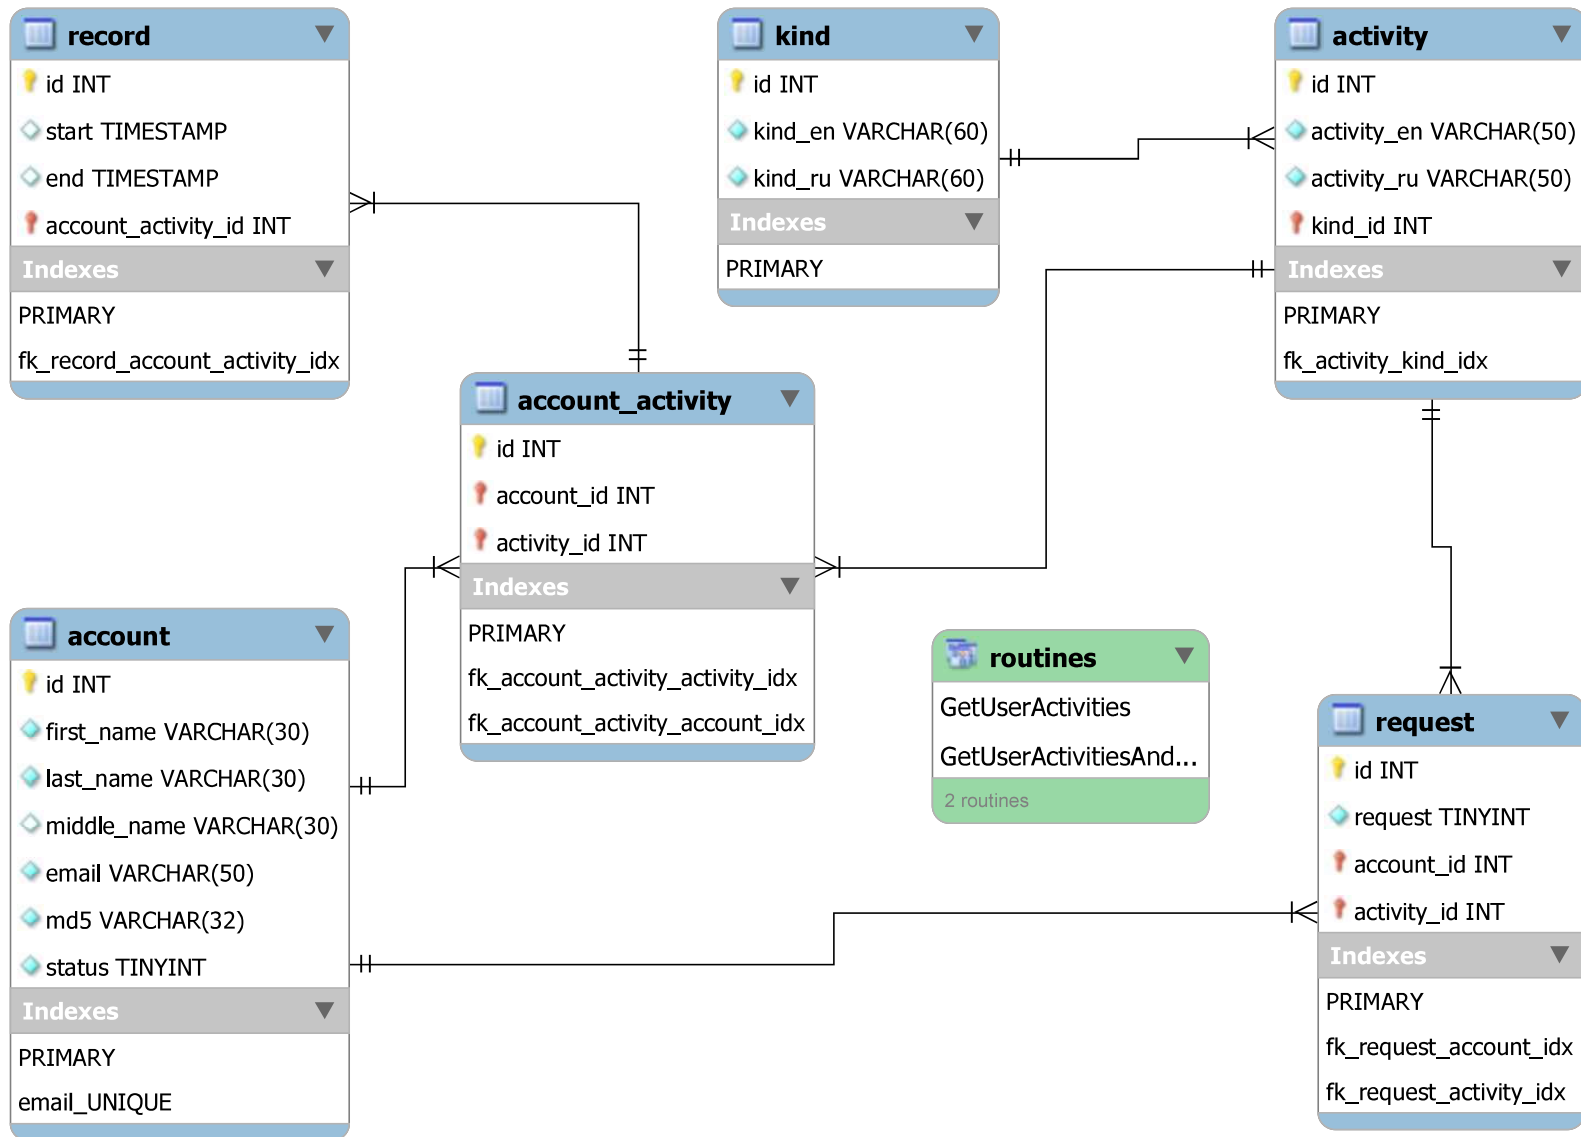 record
id INT
start TIMESTAMP
end TIMESTAMP
account_activity_id INT
Indexes
PRIMARY
fk_record_account_activity_idx
kind
id INT
kind_en VARCHAR(60)
kind_ru VARCHAR(60)
Indexes
PRIMARY
activity
id INT
activity_en VARCHAR(50)
activity_ru VARCHAR(50)
kind_id INT
Indexes
PRIMARY
fk_activity_kind_idx
account_activity
id INT
account_id INT
activity_id INT
Indexes
PRIMARY
fk_account_activity_activity_idx
fk_account_activity_account_idx
account
id INT
first_name VARCHAR(30)
last_name VARCHAR(30)
middle_name VARCHAR(30)
email VARCHAR(50)
md5 VARCHAR(32)
status TINYINT
Indexes
PRIMARY
email_UNIQUE
routines
GetUserActivities
GetUserActivitiesAnd...
2 routines
request
id INT
request TINYINT
account_id INT
activity_id INT
Indexes
PRIMARY
fk_request_account_idx
fk_request_activity_idx